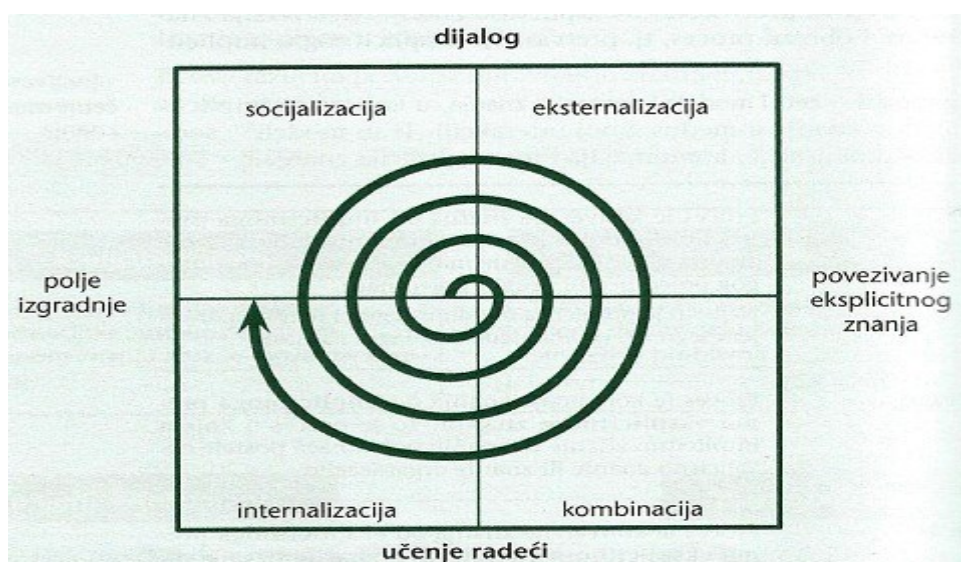 dijalog
socijalizacija
eksternalizacija
polje
izgradnje
povezivanje
eksplicitnog
znanja
internalizacija
kombinacija
učenje radeći